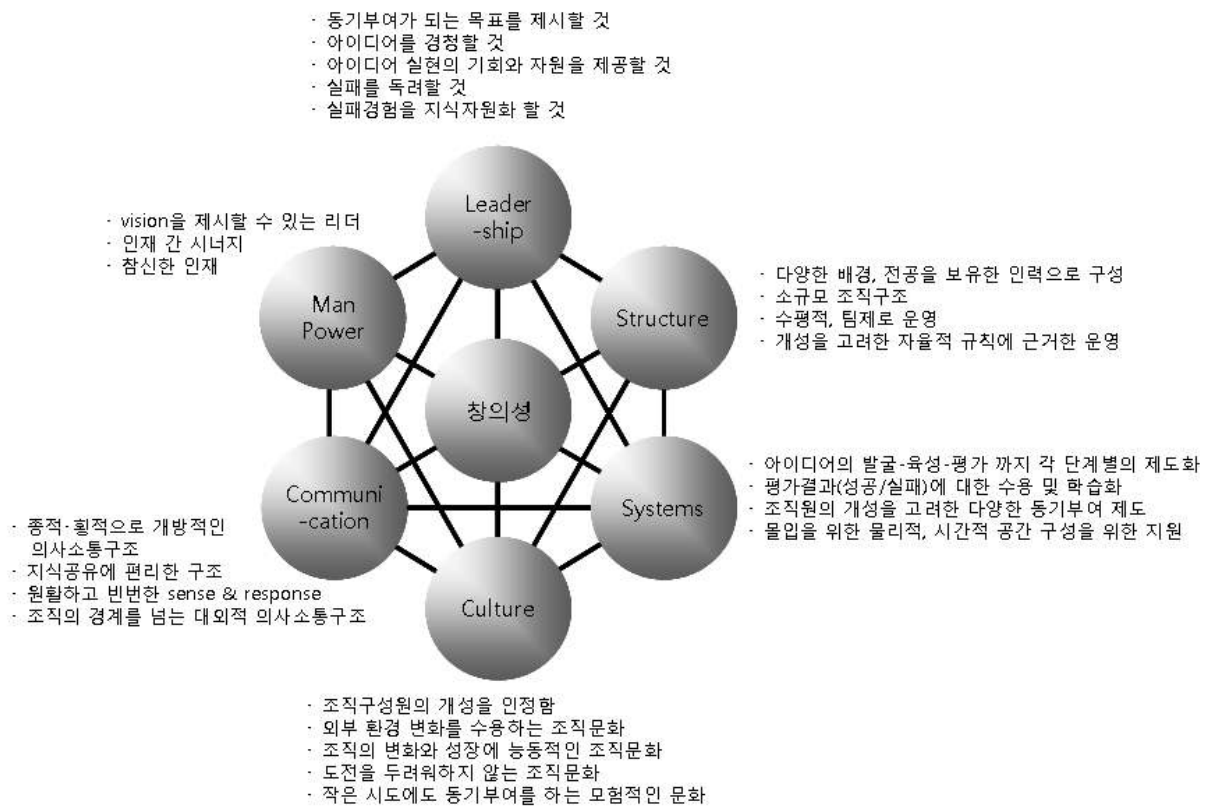 · 동기부여가 되는 목표를 제시할 것
· 아이디어를 경청할 것
· 아이디어 실현의 기회와 자원을 제공할 것
· 실패를 독려할 것
· 실패경험을 지식자원화 할 것
Leader
-ship
· vision을 제시할 수 있는 리더
· 인재 간 시너지
· 참신한 인재
Man
Power
Structure
· 다양한 배경, 전공을 보유한 인력으로 구성
· 소규모 조직구조
· 수평적, 팀제로 운영
· 개성을 고려한 자율적 규칙에 근거한 운영
창의성
Communi
-cation
Systems
· 아이디어의 발굴-육성-평가 까지 각 단계별의 제도화
· 평가결과(성공/실패)에 대한 수용 및 학습화
· 조직원의 개성을 고려한 다양한 동기부여 제도
· 몰입을 위한 물리적, 시간적 공간 구성을 위한 지원
· 종적·횡적으로 개방적인
의사소통구조
· 지식공유에 편리한 구조
· 원활하고 빈번한 sense & response
· 조직의 경계를 넘는 대외적 의사소통구조
Culture
· 조직구성원의 개성을 인정함
· 외부 환경 변화를 수용하는 조직문화
· 조직의 변화와 성장에 능동적인 조직문화
· 도전을 두려워하지 않는 조직문화
· 작은 시도에도 동기부여를 하는 모험적인 문화